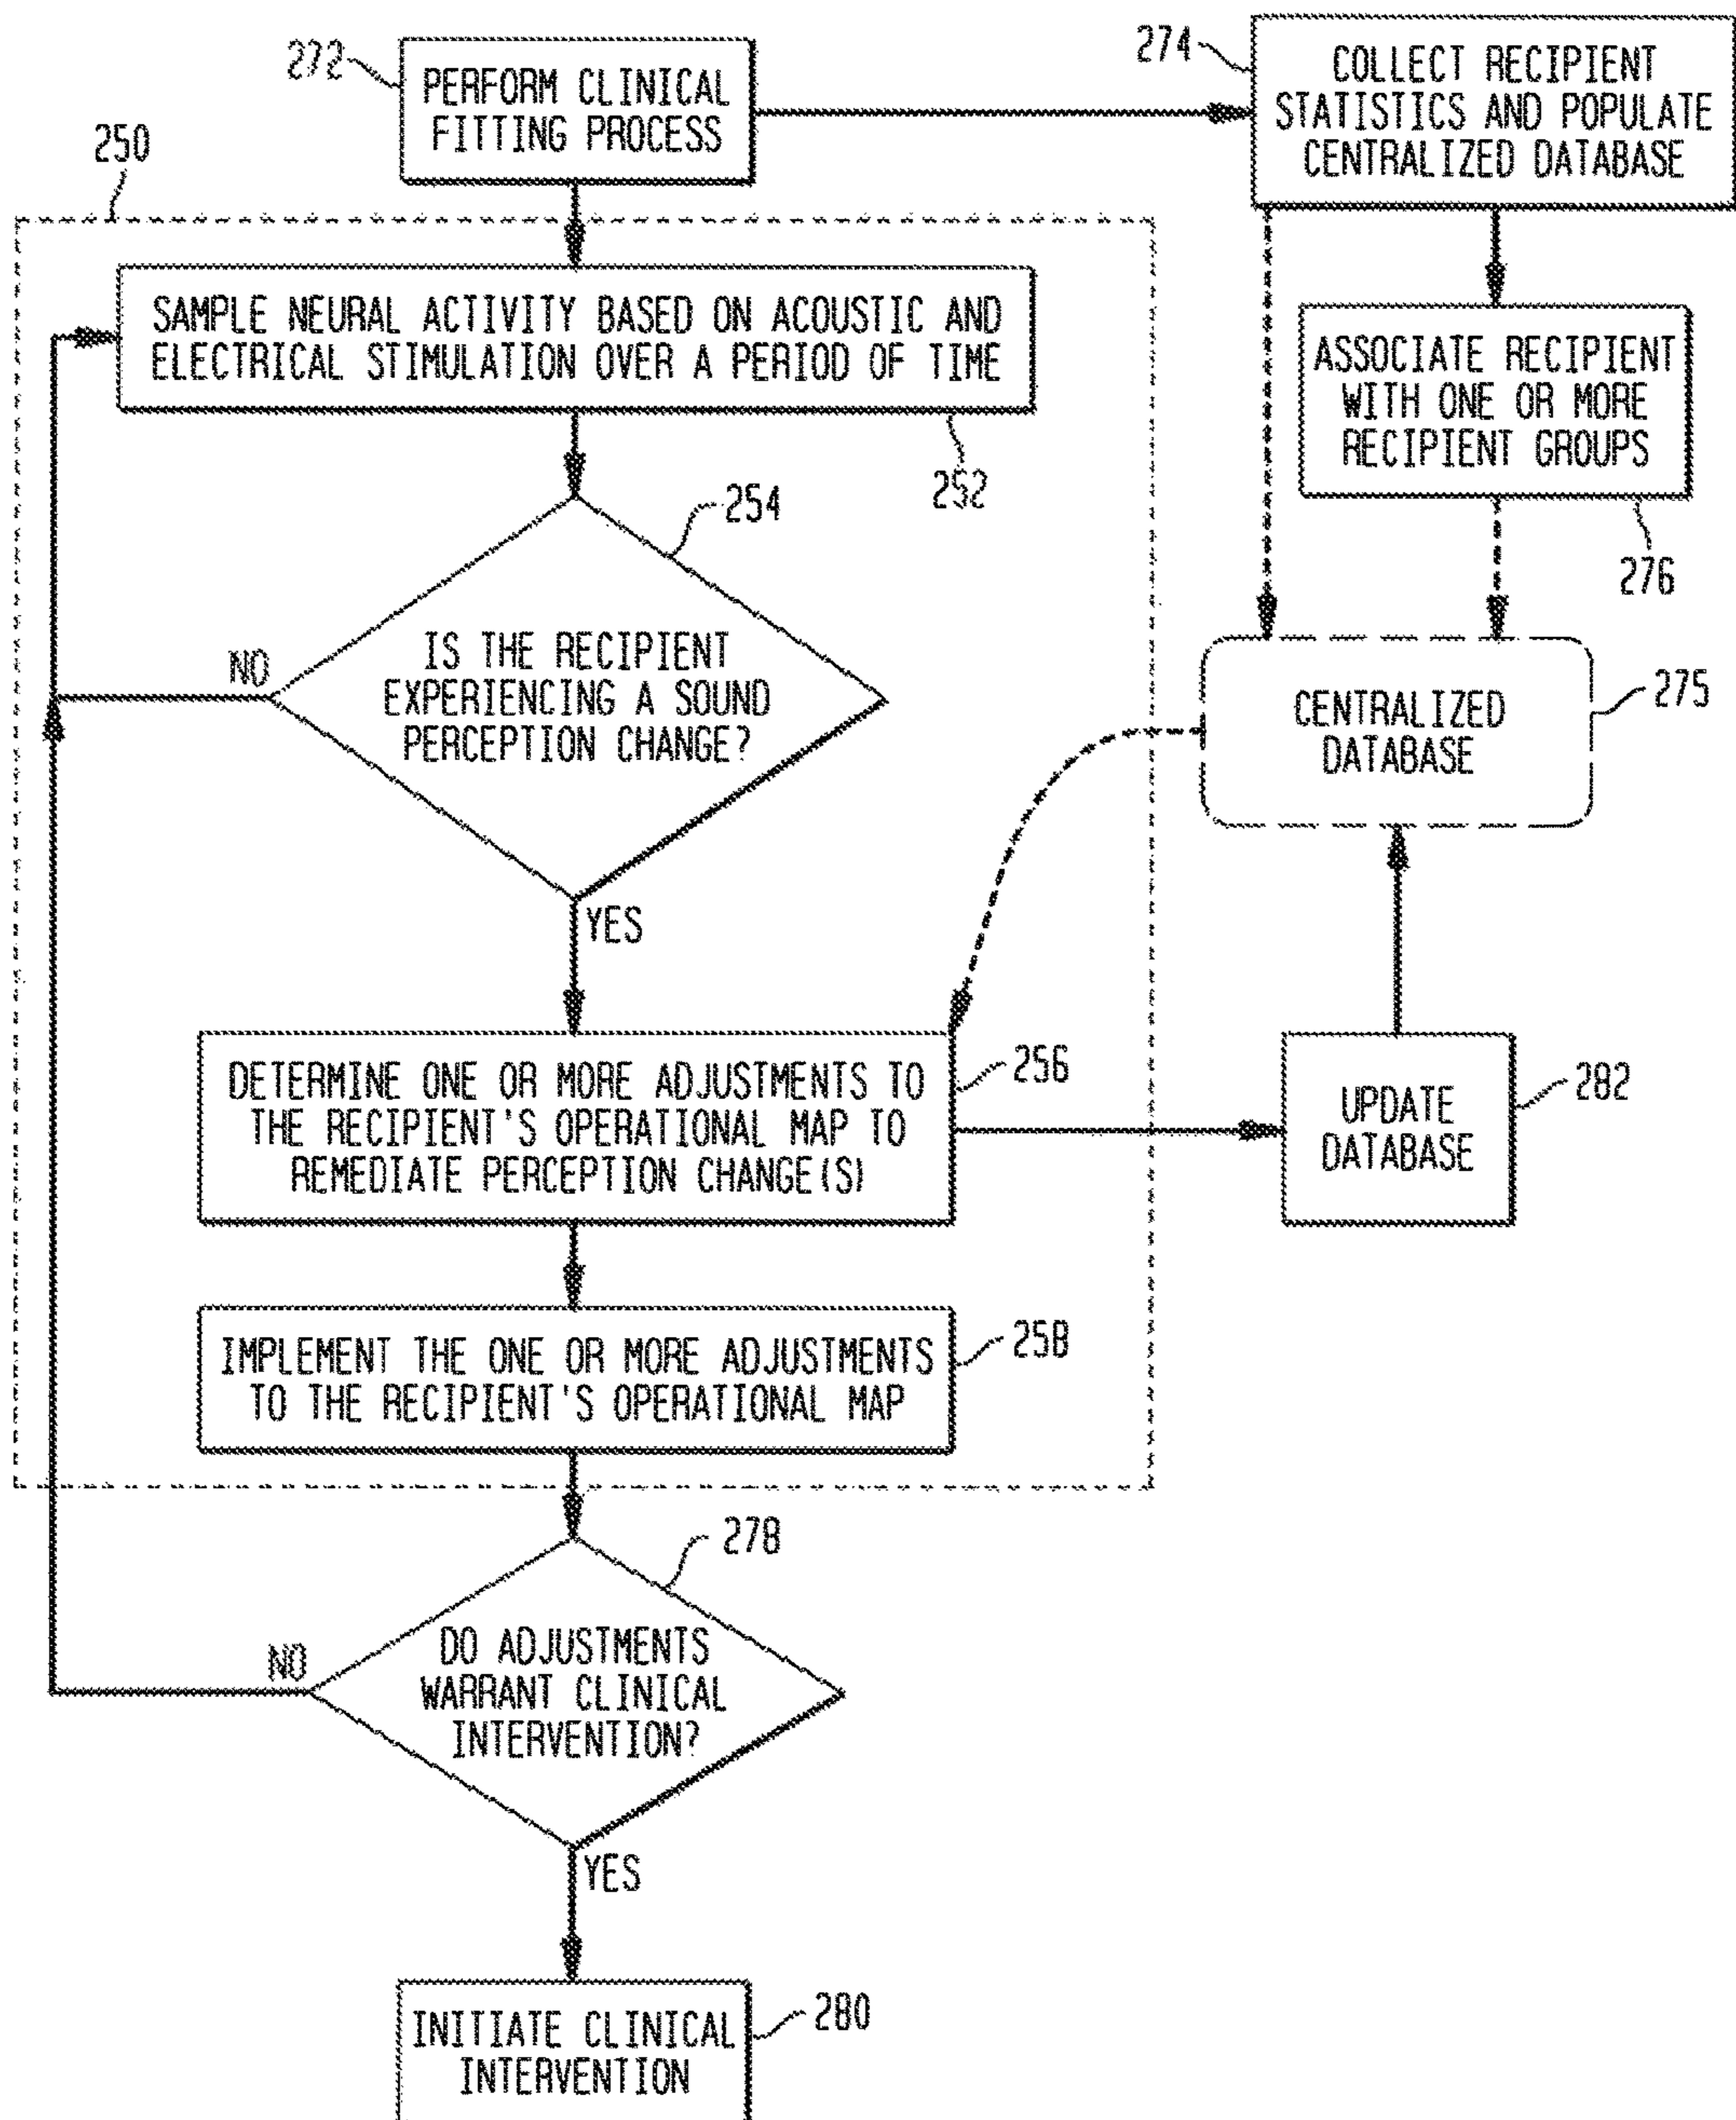 272
PERFORM CLINICAL
FITTING PROCESS
274
COLLECT RECIPIENT
STATISTICS AND POPULATE
CENTRALIZED DATABASE
250
SAMPLE NEURAL ACTIVITY BASED ON ACOUSTIC AND
ELECTRICAL STIMULATION OVER A PERIOD OF TIME
252
ASSOCIATE RECIPIENT
WITH ONE OR MORE
RECIPIENT GROUPS
276
254
IS THE RECIPIENT
EXPERIENCING A SOUND
PERCEPTION CHANGE?
NO
YES
CENTRALIZED
DATABASE
275
DETERMINE ONE OR MORE ADJUSTMENTS TO
THE RECIPIENT'S OPERATIONAL MAP TO
REMEDIATE PERCEPTION CHANGE(S)
256
UPDATE
DATABASE
282
IMPLEMENT THE ONE OR MORE ADJUSTMENTS
TO THE RECIPIENT'S OPERATIONAL MAP
258
278
DO ADJUSTMENTS
WARRANT CLINICAL
INTERVENTION?
NO
YES
INITIATE CLINICAL
INTERVENTION
280